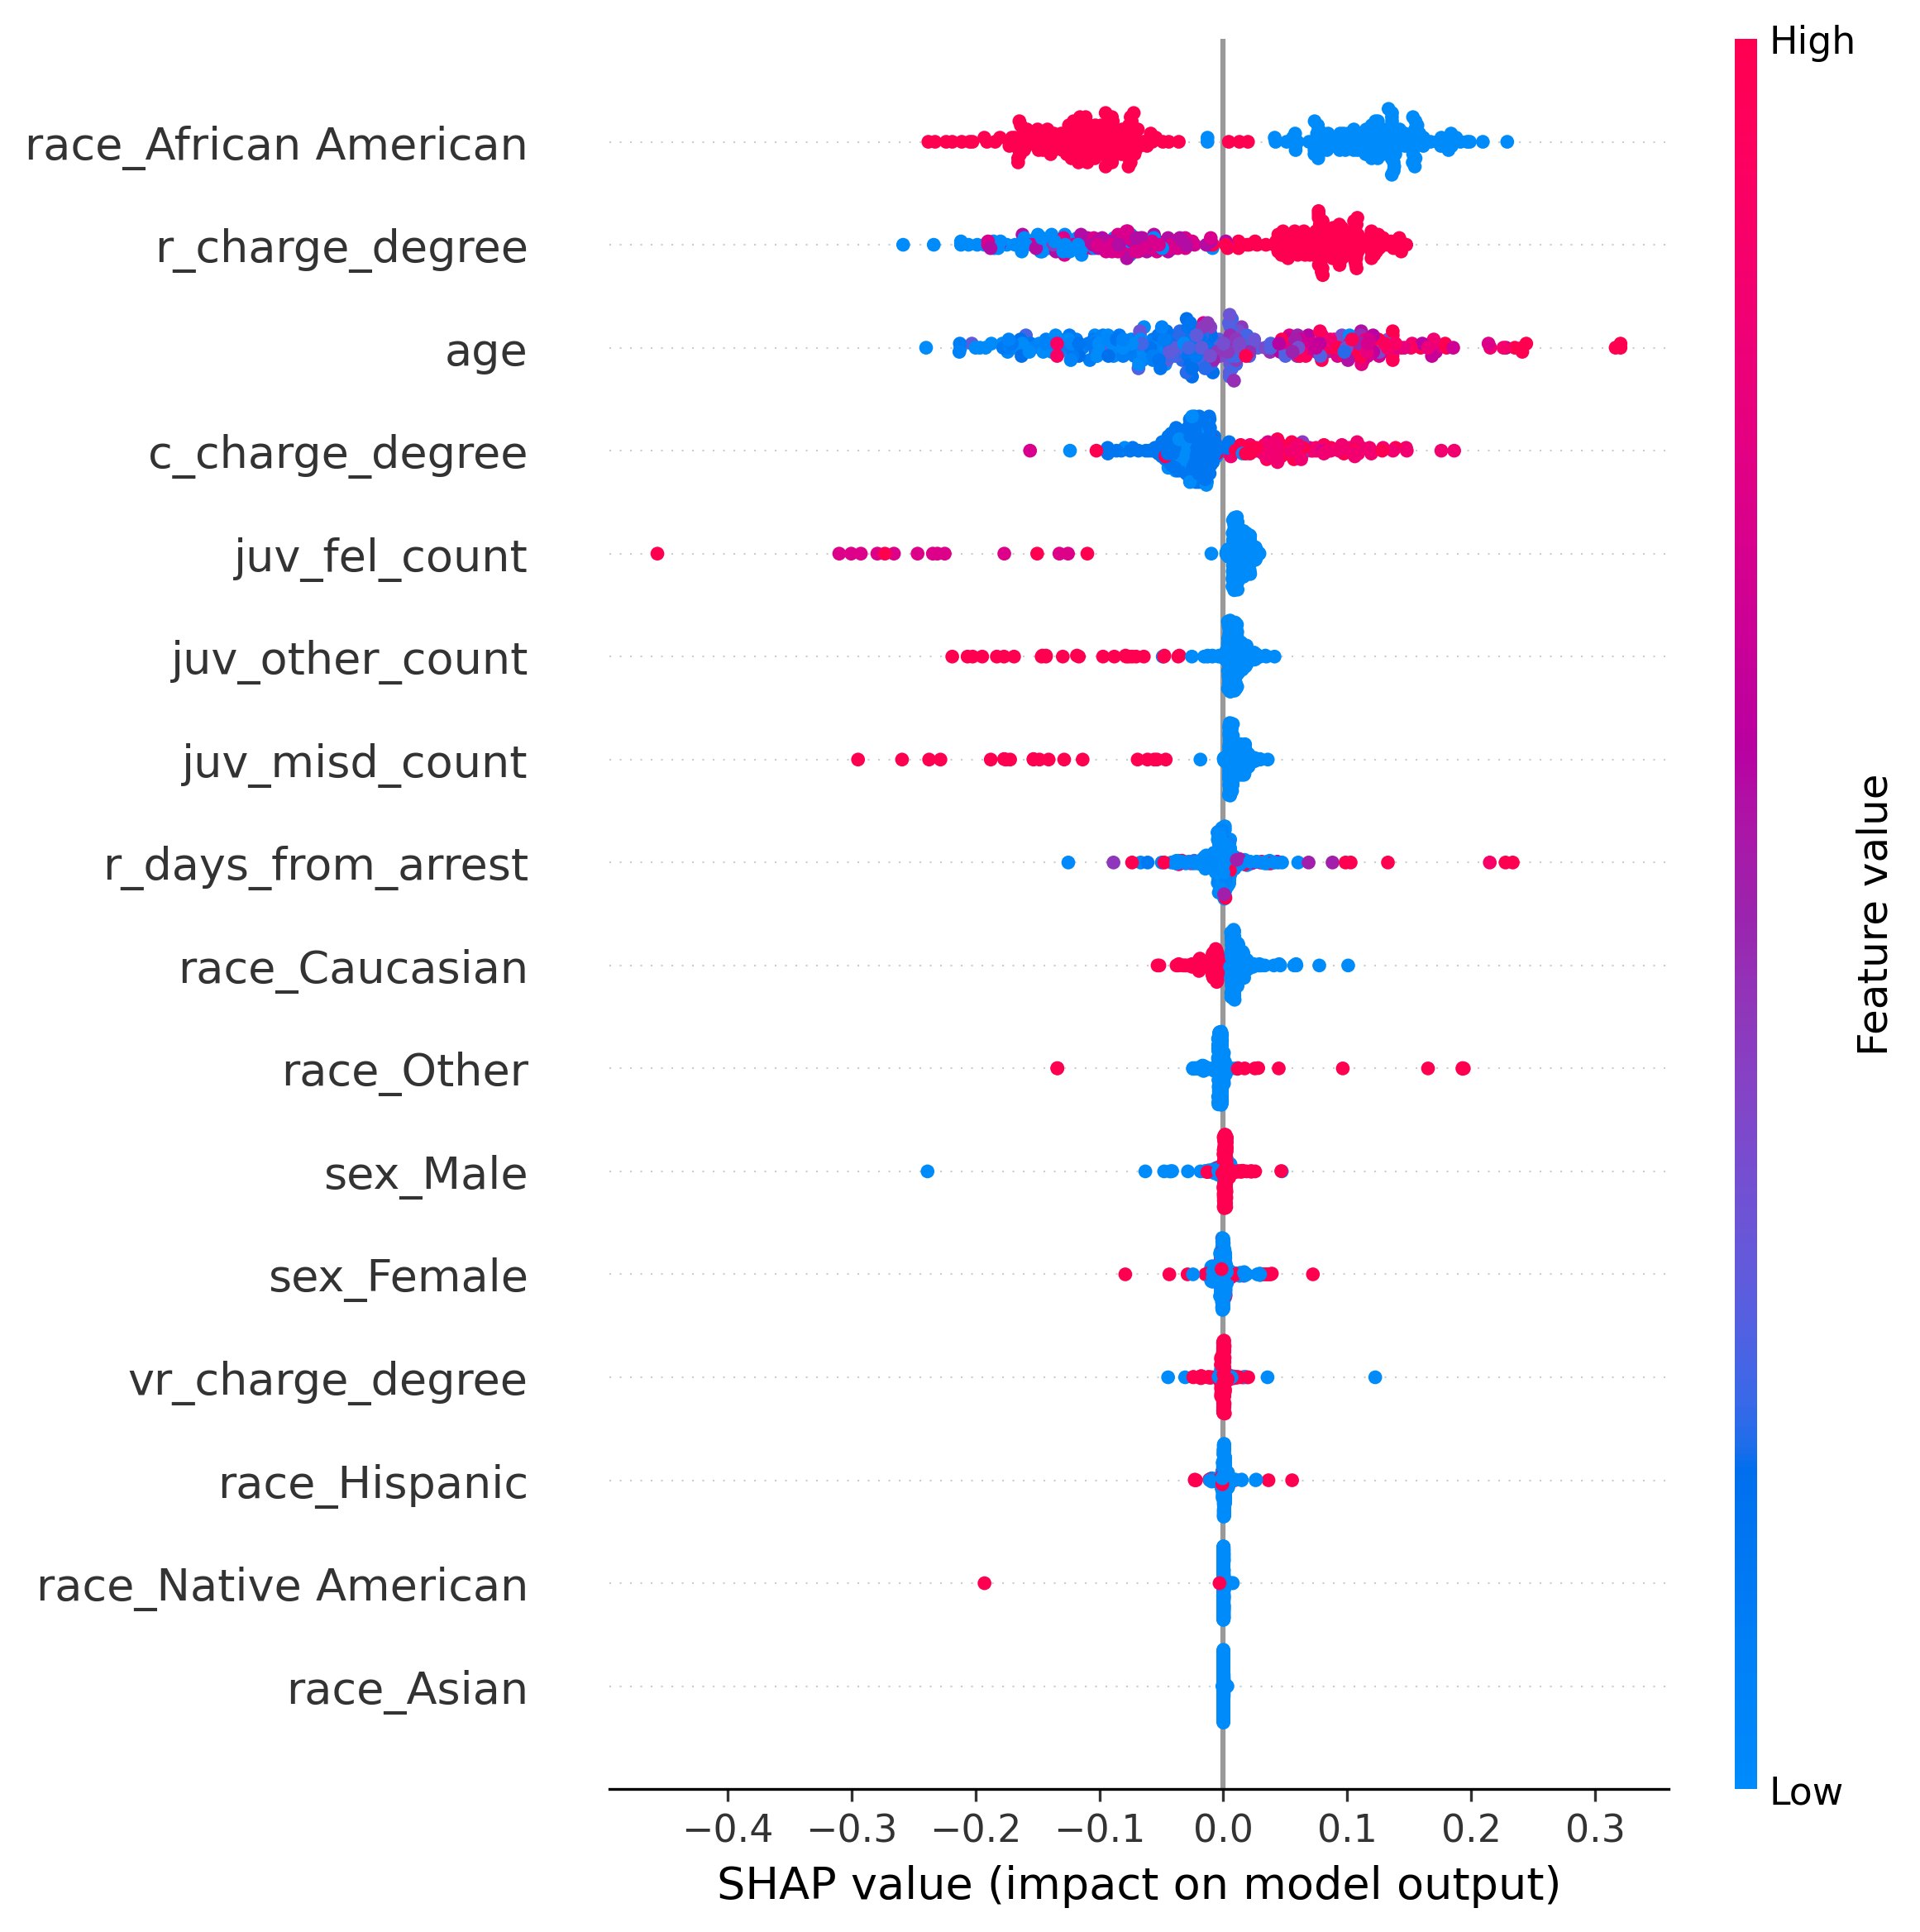 High
race_African American
r_charge_degree
age
c_charge_degree
juv_fel_count
juv_other_count
juv_misd_count
r_days_from_arrest
race_Caucasian
race_Other
sex_Male
sex_Female
vr_charge_degree
race_Hispanic
race_Native American
race_Asian
Feature value
Low
−0.4 −0.3 −0.2 −0.1 0.0 0.1 0.2 0.3
SHAP value (impact on model output)